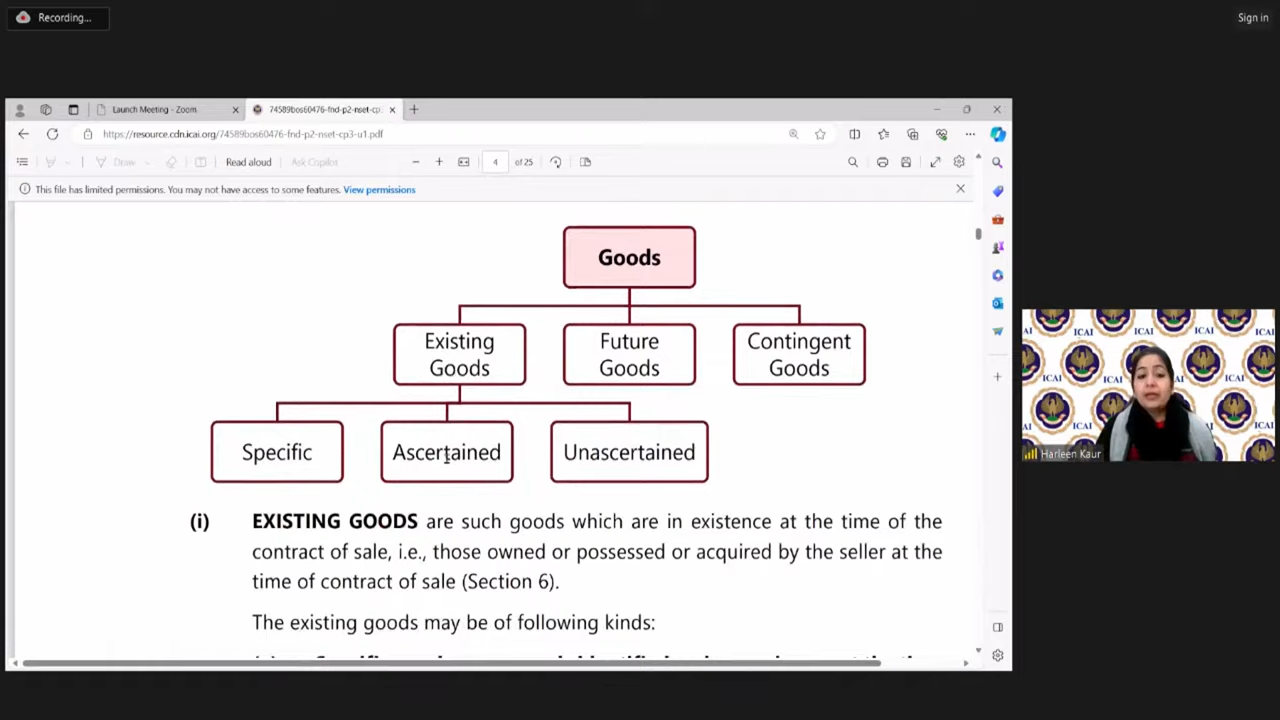 Recording...
Sign in
Launch Meeting - Zoom
74589bos60476-fnd-p2-nset-cp
https://resource.cdn.icai.org/74589bos60476-fnd-p2-nset-cp3-u1.pdf
Draw
Read aloud
Ask Copilot
4
of 25
This file has limited permissions. You may not have access to some features. View permissions
Goods
Existing
Goods
Future
Goods
Contingent
Goods
Specific
Ascertained
Unascertained
(i) EXISTING GOODS are such goods which are in existence at the time of the
contract of sale, i.e., those owned or possessed or acquired by the seller at the
time of contract of sale (Section 6).
The existing goods may be of following kinds:
ICAI
ICAI
ICAI
ICAI
Harleen Kaur